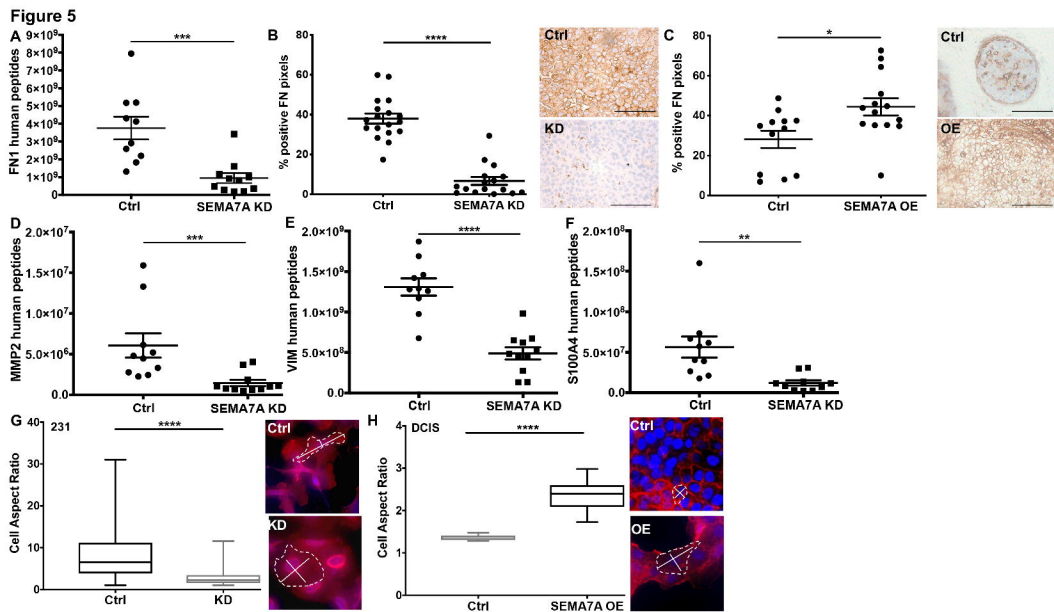 Figure 5
A
FN1 human peptides
9×10⁹
8×10⁹
7×10⁹
6×10⁹
5×10⁹
4×10⁹
3×10⁹
2×10⁹
1×10⁹
0
***
Ctrl
SEMA7A KD
B
% positive FN pixels
80
60
40
20
0
****
Ctrl
SEMA7A KD
Ctrl
KD
C
% positive FN pixels
80
60
40
20
0
*
Ctrl
SEMA7A OE
Ctrl
OE
D
MMP2 human peptides
2.0×10⁷
1.5×10⁷
1.0×10⁷
5.0×10⁶
0.0
***
Ctrl
SEMA7A KD
E
VIM human peptides
2.0×10⁹
1.5×10⁹
1.0×10⁹
5.0×10⁸
0.0
****
Ctrl
SEMA7A KD
F
S100A4 human peptides
2.0×10⁸
1.5×10⁸
1.0×10⁸
5.0×10⁷
0.0
**
Ctrl
SEMA7A KD
G
231
Cell Aspect Ratio
40
30
20
10
0
****
Ctrl
KD
Ctrl
KD
H
DCIS
Cell Aspect Ratio
4
3
2
1
0
****
Ctrl
SEMA7A OE
Ctrl
OE